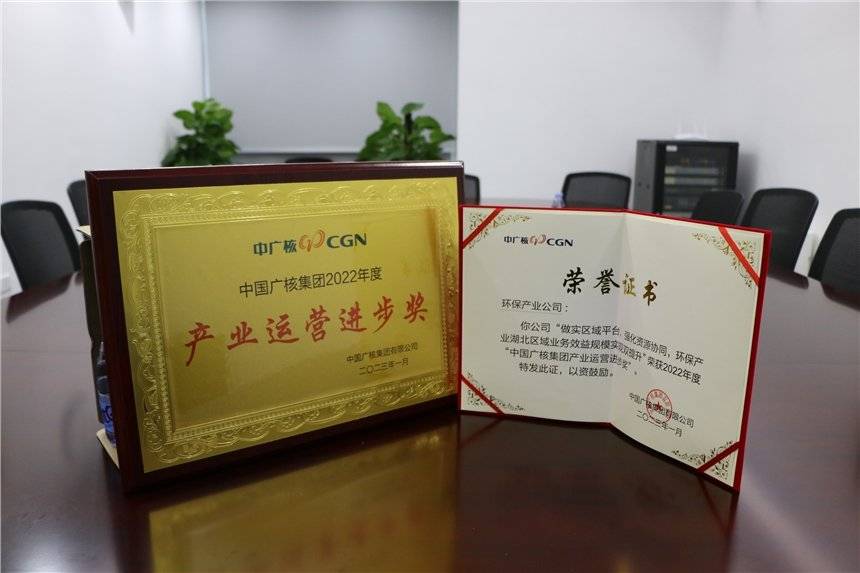 中广核 CGN
中国广核集团2022年度
产业运营进步奖
中国广核集团有限公司
二〇二三年一月
中广核 CGN
荣誉证书
环保产业公司：
你公司“做实区域平台，强化资源协同，环保产
业湖北区域业务效益规模实现双提升”荣获2022年度
“中国广核集团产业运营进步奖”。
特发此证，以资鼓励。
中国广核集团有限公司
二〇二三年一月